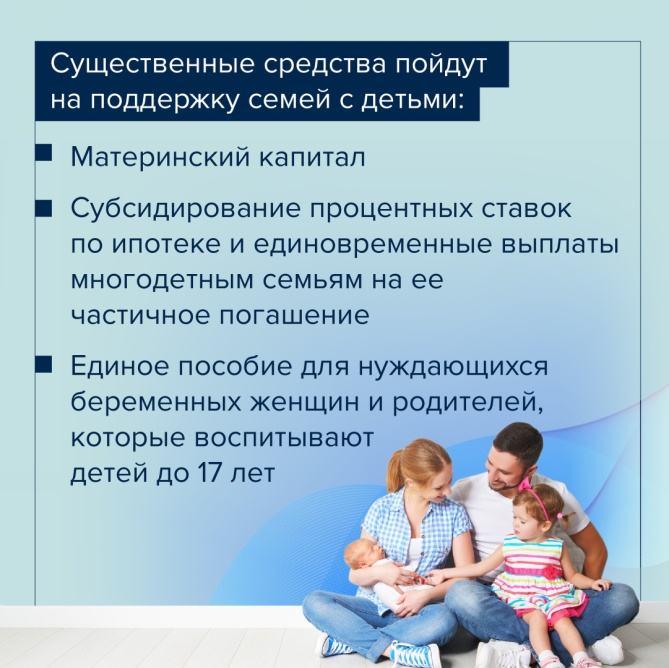 Существенные средства пойдут
на поддержку семей с детьми:
Материнский капитал
Субсидирование процентных ставок
по ипотеке и единовременные выплаты
многодетным семьям на ее
частичное погашение
Единое пособие для нуждающихся
беременных женщин и родителей,
которые воспитывают
детей до 17 лет